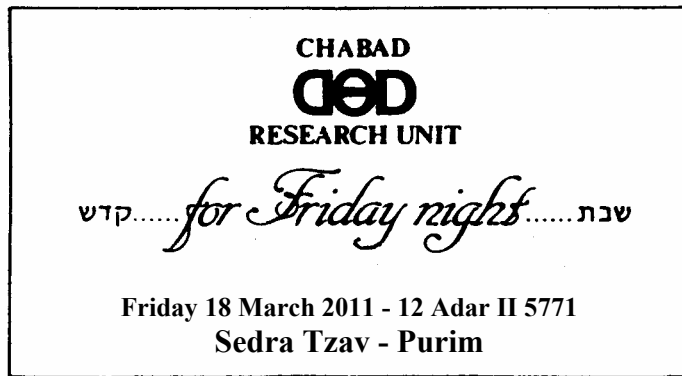 CHABAD
RESEARCH UNIT
קדש......for Friday night......שבת
Friday 18 March 2011 - 12 Adar II 5771
Sedra Tzav - Purim